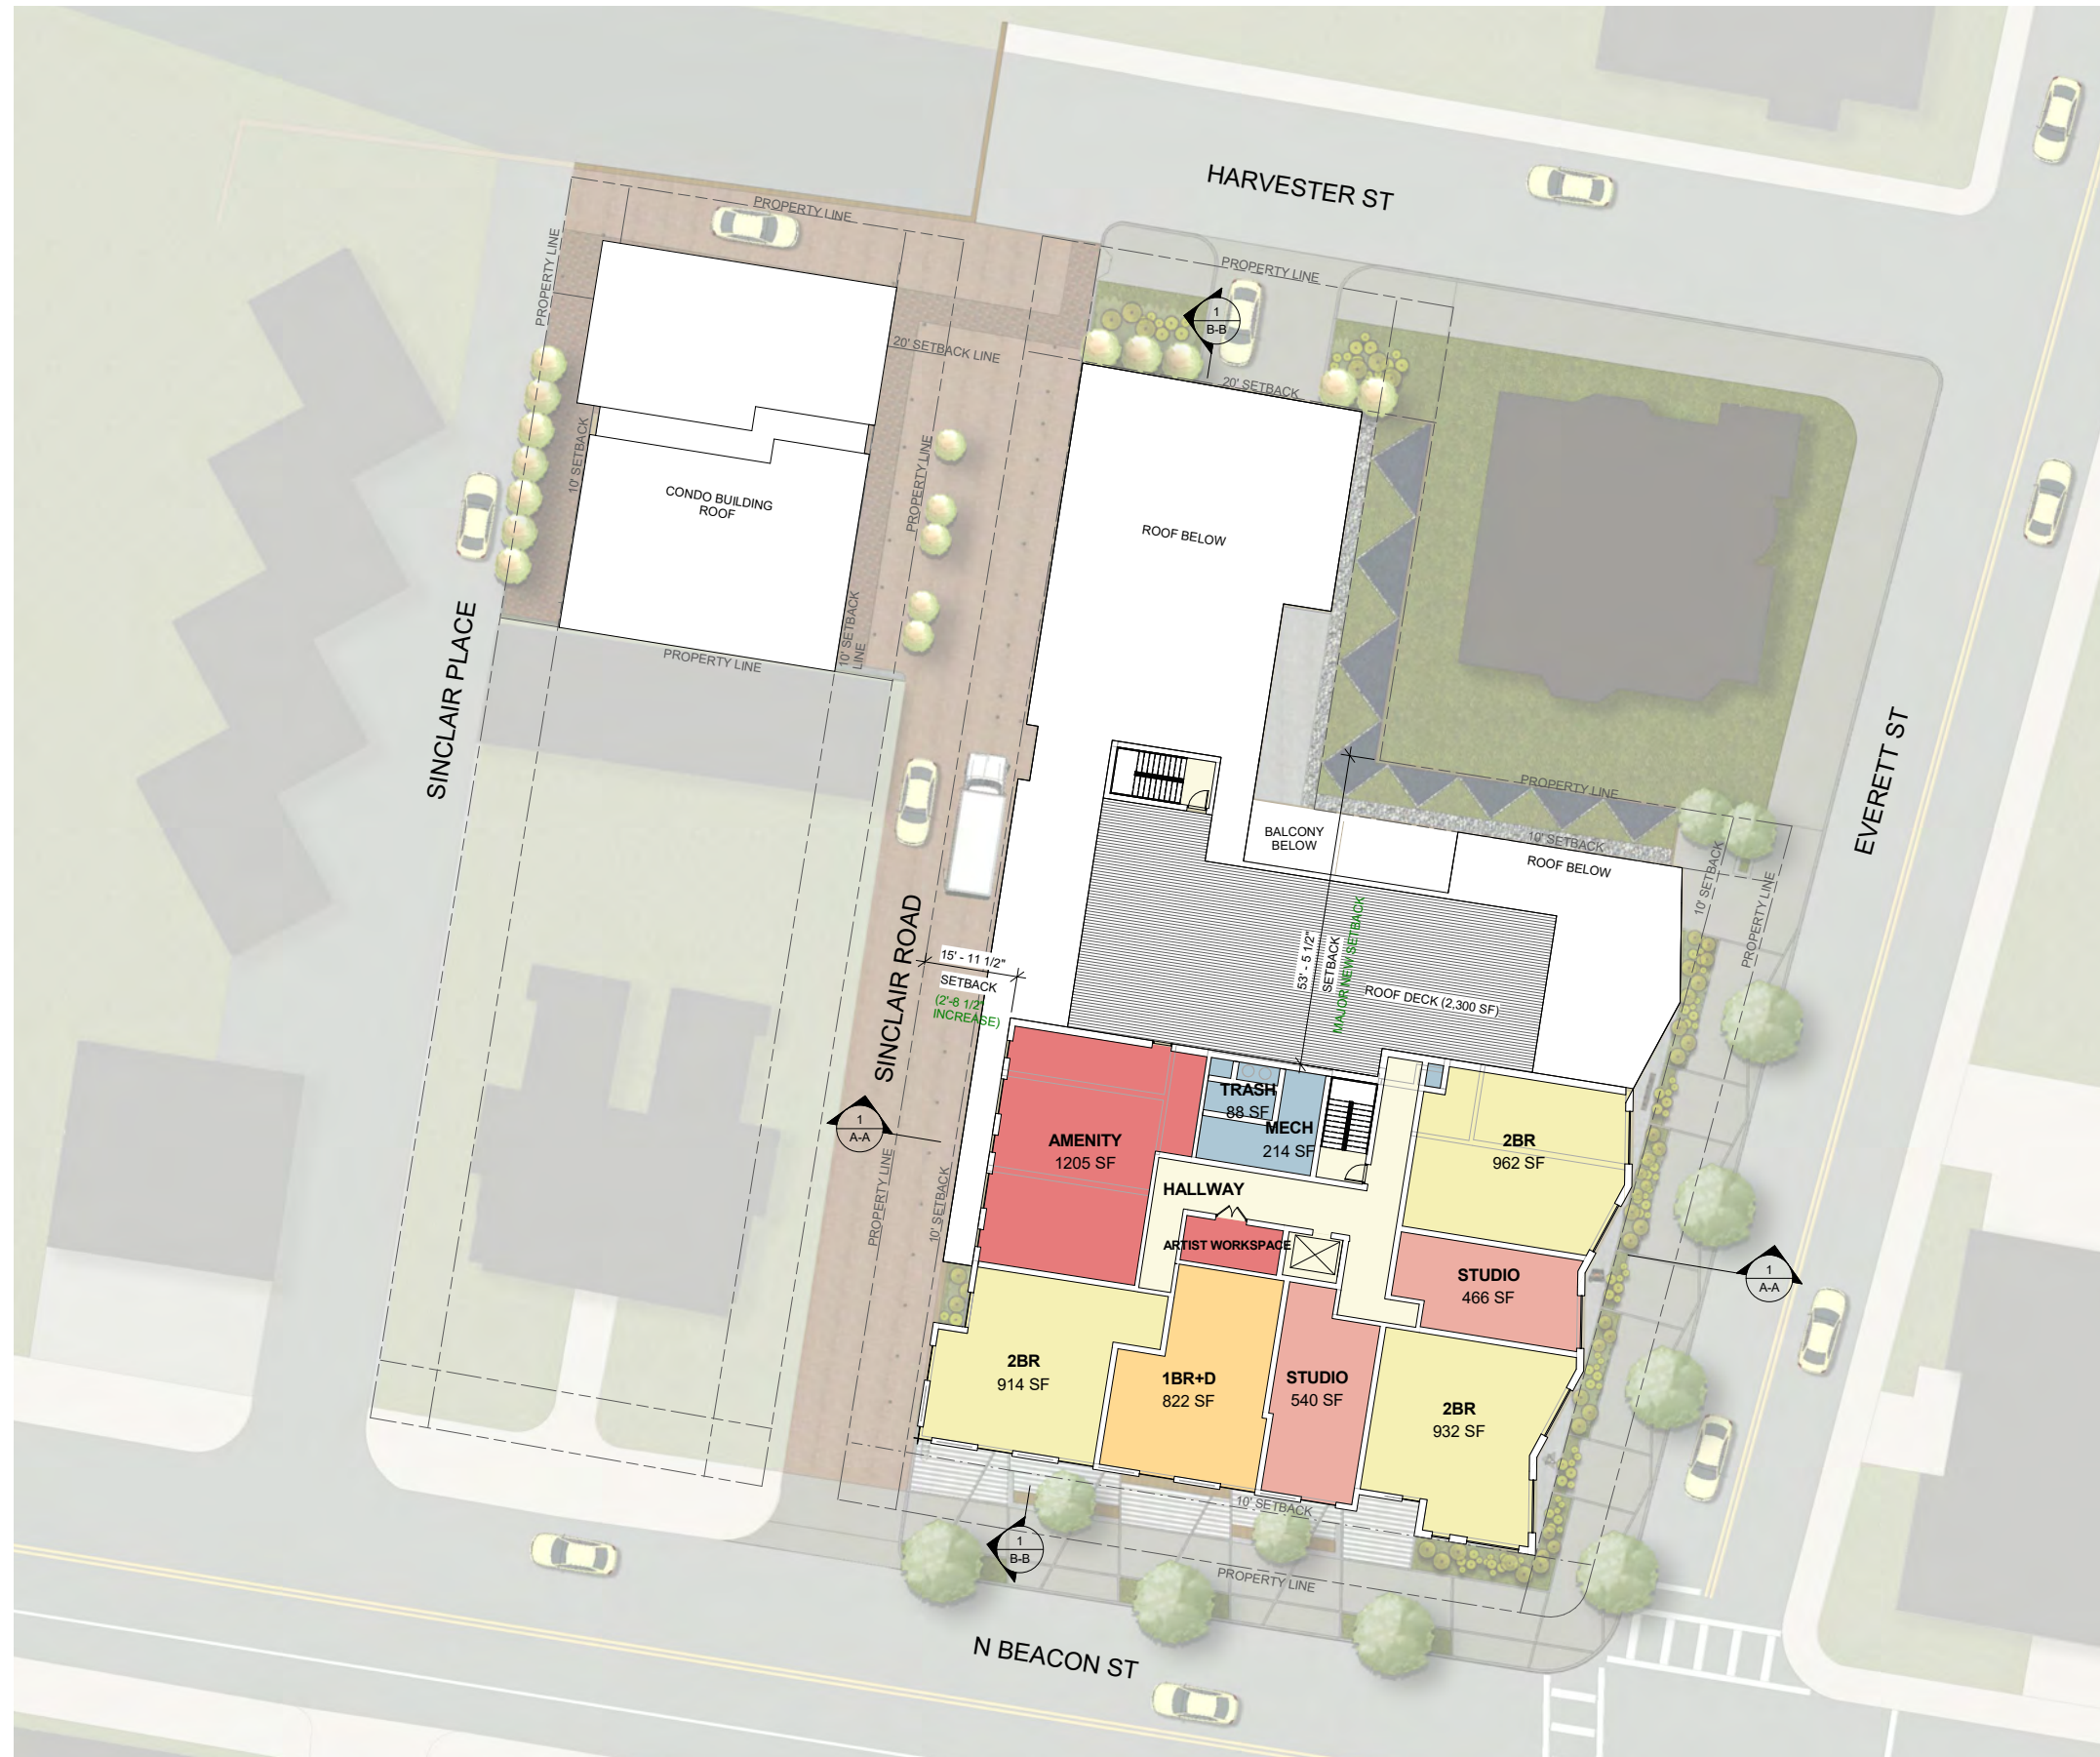 HARVESTER ST
PROPERTY LINE
PROPERTY LINE
PROPERTY LINE
1
B-B
20' SETBACK LINE
20' SETBACK
10' SETBACK
PROPERTY LINE
CONDO BUILDING
ROOF
ROOF BELOW
SINCLAIR PLACE
10' SETBACK
LINE
PROPERTY LINE
EVERETT ST
PROPERTY LINE
BALCONY
BELOW
10' SETBACK
ROOF BELOW
10' SETBACK
PROPERTY LINE
SINCLAIR ROAD
15' - 11 1/2"
SETBACK
(2'-8 1/2"
INCREASE)
53' - 5 1/2"
SETBACK
MAJOR NEW SETBACK
ROOF DECK (2,300 SF)
1
A-A
PROPERTY LINE
10' SETBACK
AMENITY
1205 SF
TRASH
88 SF
MECH
214 SF
2BR
962 SF
HALLWAY
ARTIST WORKSPACE
STUDIO
466 SF
1
A-A
2BR
914 SF
1BR+D
822 SF
STUDIO
540 SF
2BR
932 SF
10' SETBACK
1
B-B
PROPERTY LINE
N BEACON ST